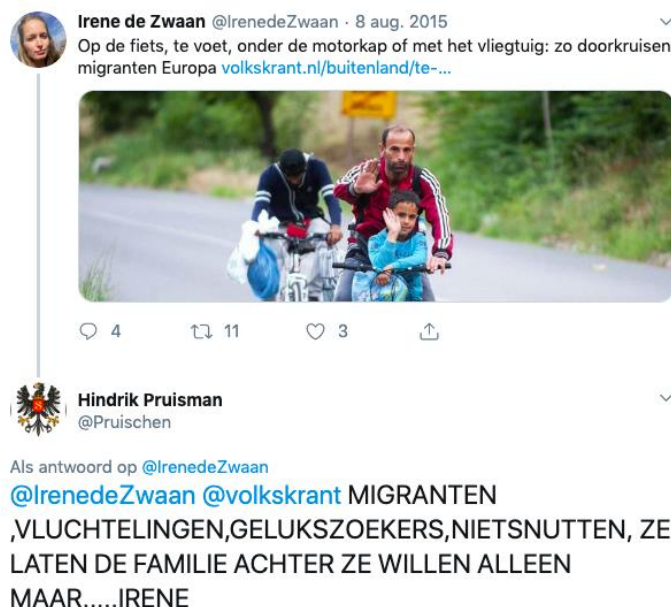 Irene de Zwaan @IrenedeZwaan · 8 aug. 2015
Op de fiets, te voet, onder de motorkap of met het vliegtuig: zo doorkruisen
migranten Europa volkskrant.nl/buitenland/te-...
4 11 3
Hindrik Pruisman
@Pruischen
Als antwoord op @IrenedeZwaan
@IrenedeZwaan @volkskrant MIGRANTEN
,VLUCHTELINGEN,GELUKSZOEKERS,NIETSNUTTEN, ZE
LATEN DE FAMILIE ACHTER ZE WILLEN ALLEEN
MAAR.....IRENE